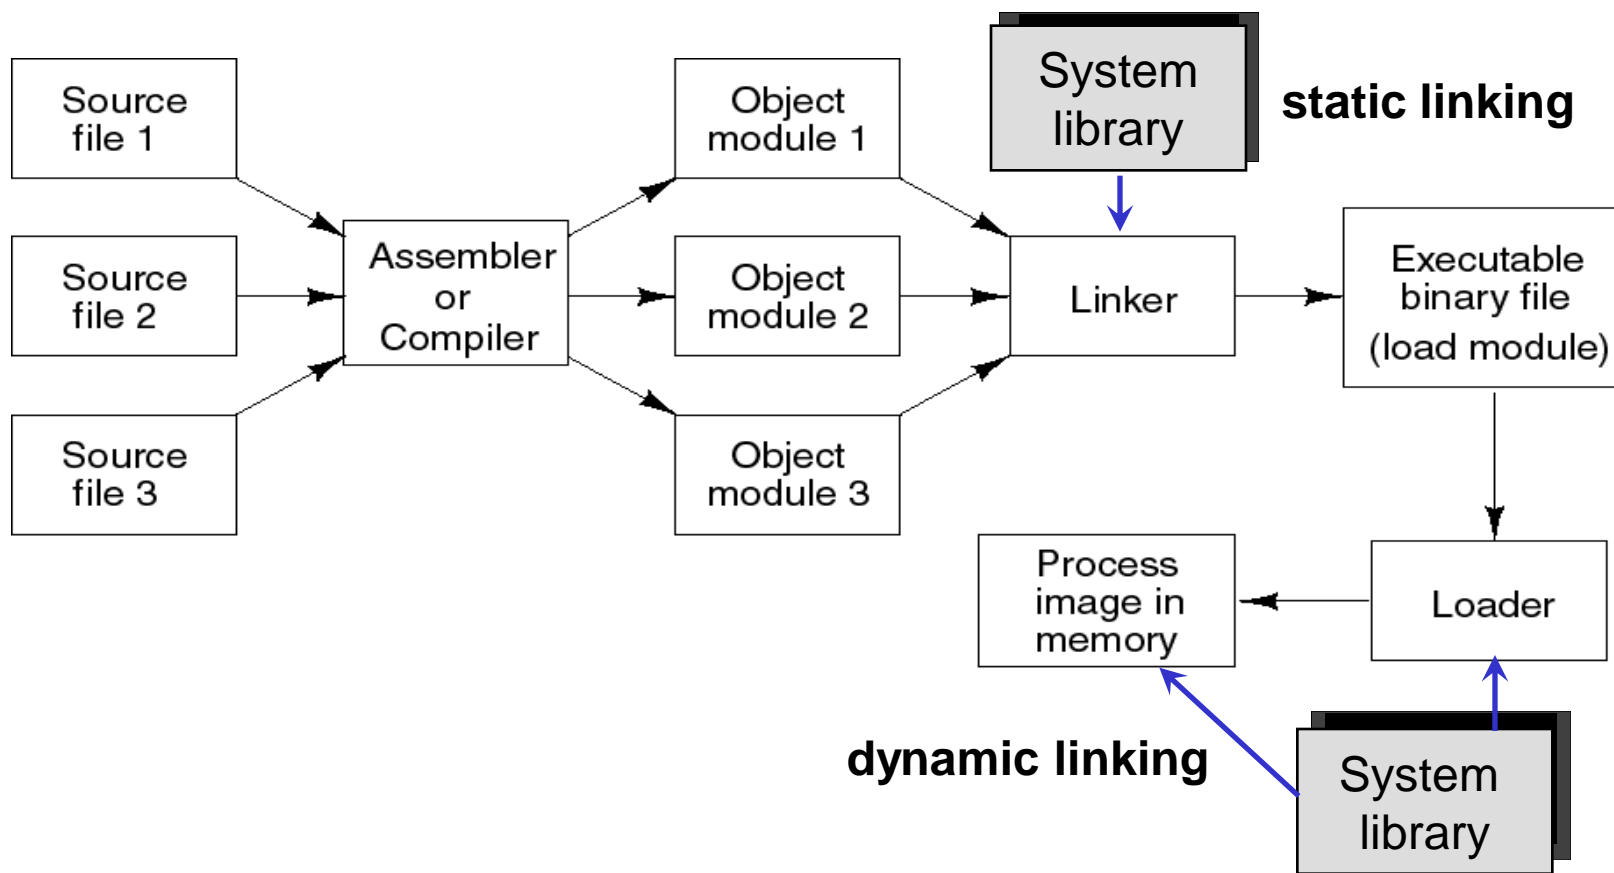 Source
file 1
Source
file 2
Source
file 3
Assembler
or
Compiler
Object
module 1
Object
module 2
Object
module 3
System
library
static linking
Linker
Executable
binary file
(load module)
Loader
Process
image in
memory
dynamic linking
System
library